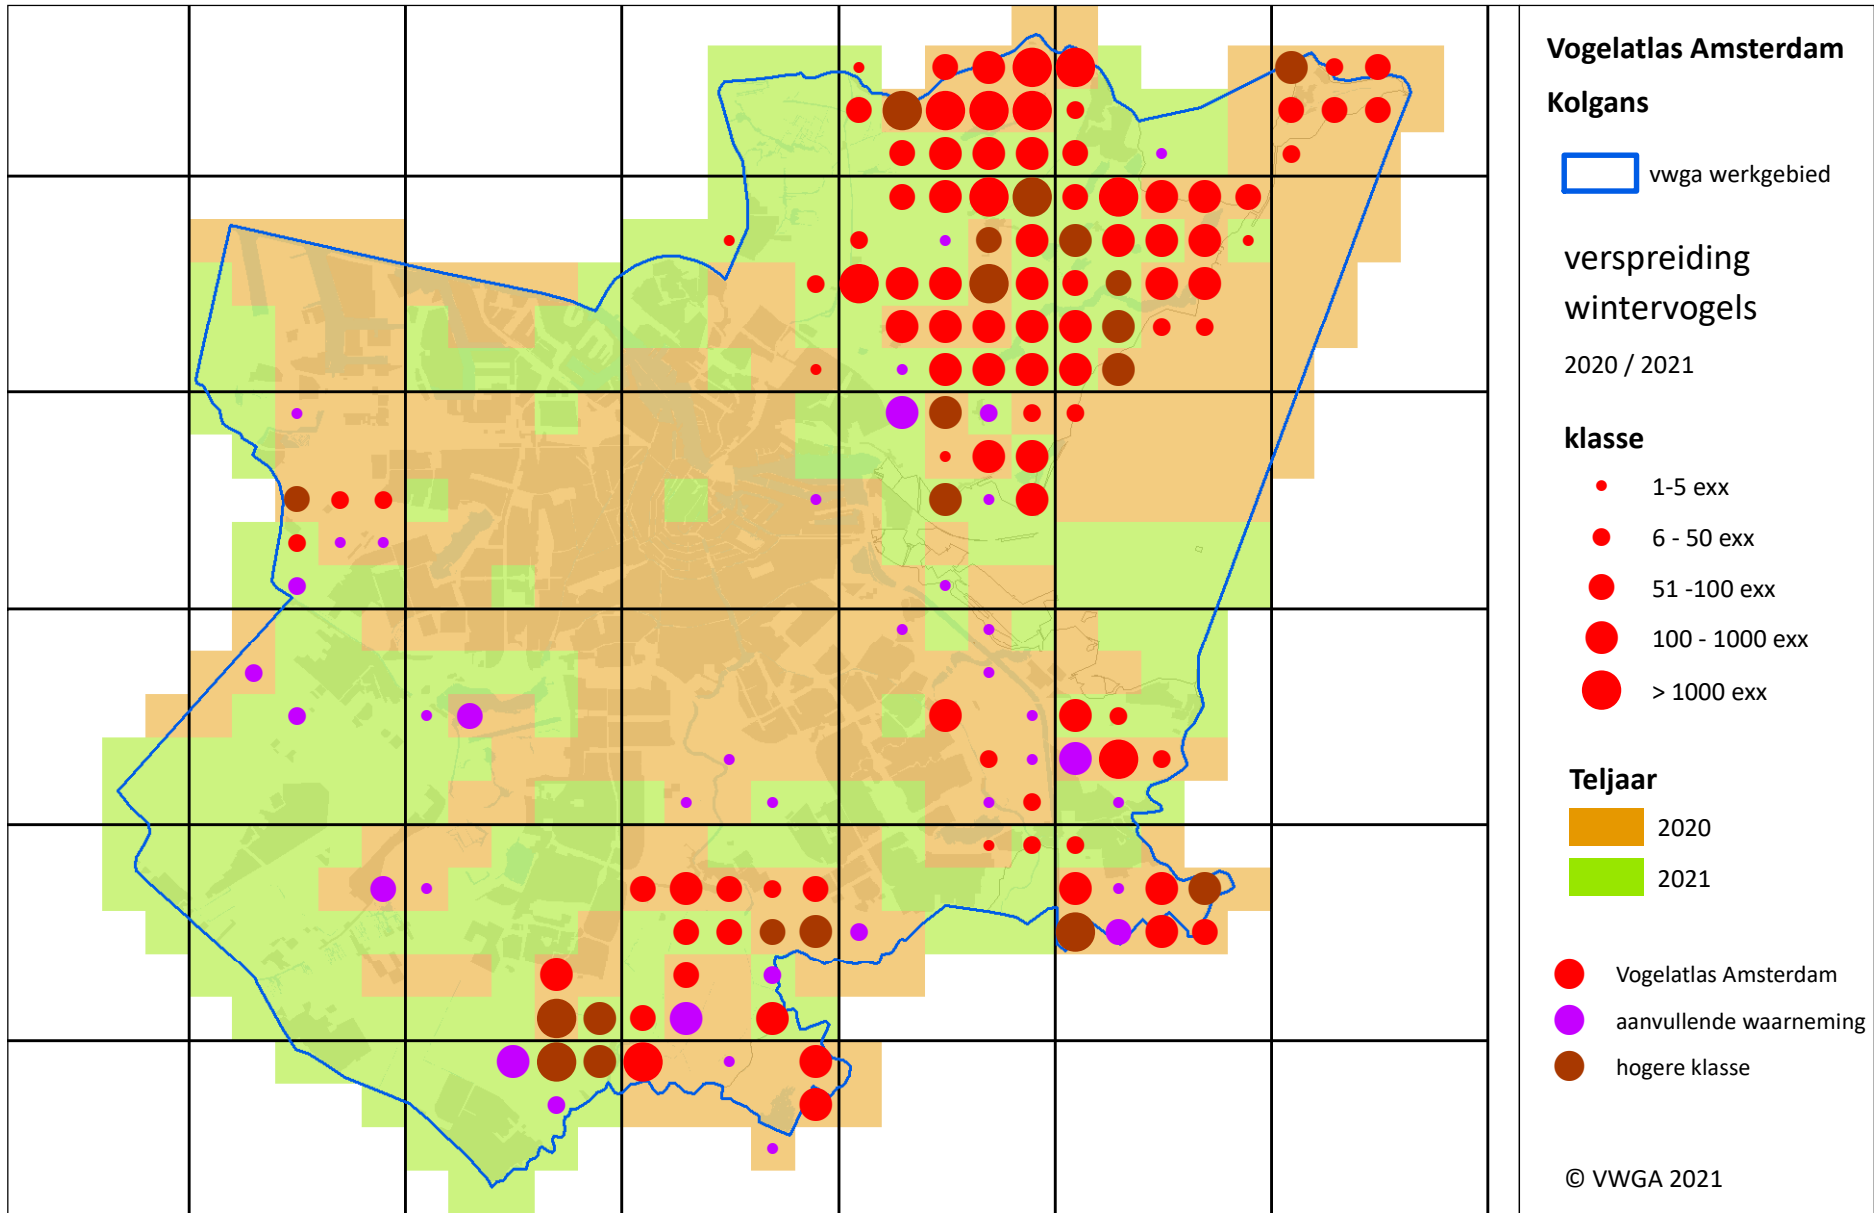 Vogelatlas Amsterdam
Kolgans
vwga werkgebied
verspreiding
wintervogels
2020 / 2021
klasse
1-5 exx
6 - 50 exx
51 -100 exx
100 - 1000 exx
> 1000 exx
Teljaar
2020
2021
Vogelatlas Amsterdam
aanvullende waarneming
hogere klasse
© VWGA 2021